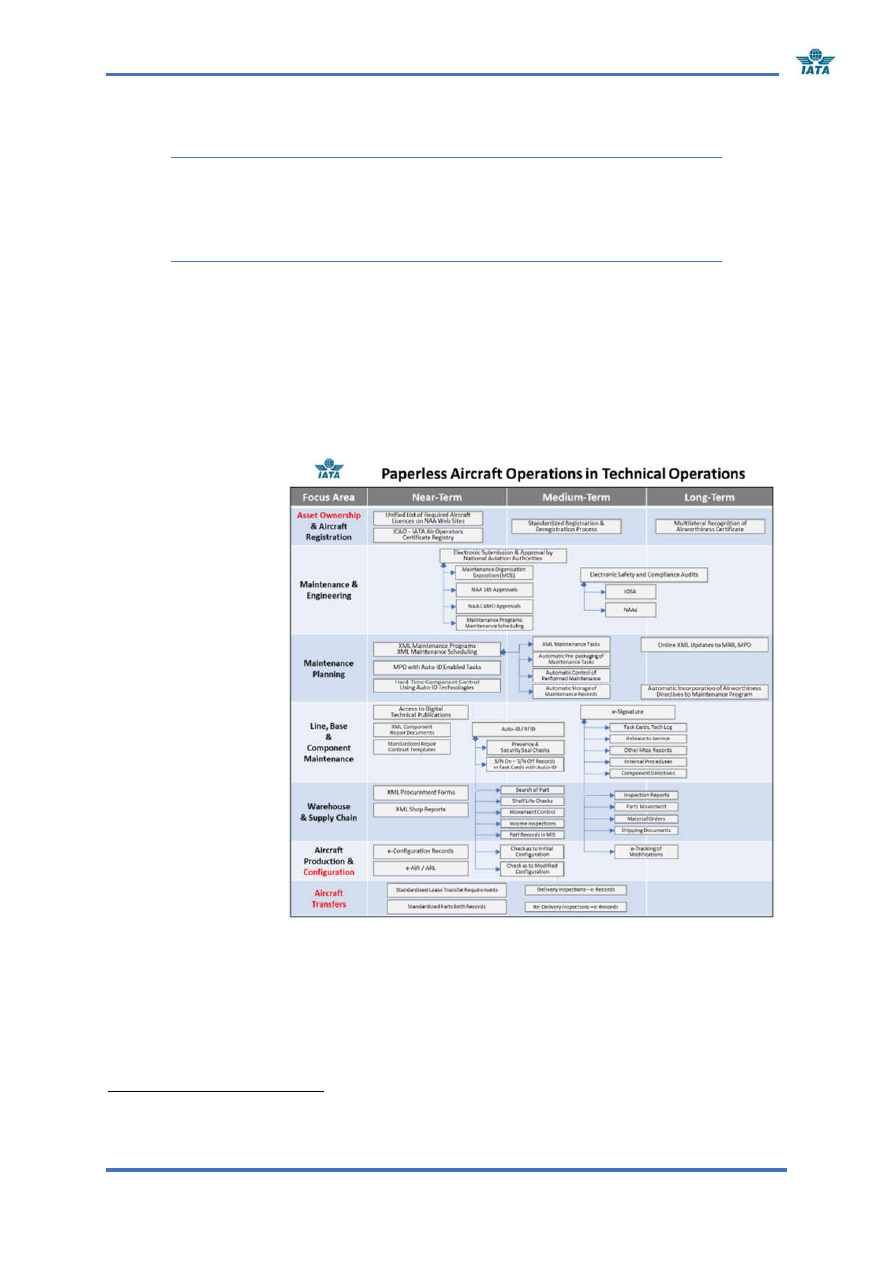 IATA
IATA
Paperless Aircraft Operations in Technical Operations
Focus Area
Near-Term
Medium-Term
Long-Term
Asset Ownership
& Aircraft
Registration
Unified List of Required Aircraft
Licences on NAA Web Sites
ICAO – IATA Air Operators
Certificate Registry
Standardized Registration &
Deregistration Process
Multilateral Recognition of
Airworthiness Certificate
Maintenance &
Engineering
Electronic Submission & Approval by
National Aviation Authorities
Maintenance Organisation
Exposition (MOE)
NAA 145 Approvals
NAA CAMO Approvals
Maintenance Programs
Maintenance Scheduling
Electronic Safety and Compliance Audits
IOSA
NAAs
Maintenance
Planning
XML Maintenance Programs
XML Maintenance Scheduling
MPD with Auto-ID Enabled Tasks
Hard-Time Component Control
Using Auto-ID Technologies
XML Maintenance Tasks
Automatic Pre-packaging of
Maintenance Tasks
Automatic Control of
Performed Maintenance
Automatic Storage of
Maintenance Records
Online XML Updates to MRB, MPD
Automatic Incorporation of Airworthiness
Directives to Maintenance Program
Line, Base
&
Component
Maintenance
Access to Digital
Technical Publications
XML Component
Repair Documents
Standardized Repair
Contract Templates
Auto-ID / RFID
Presence &
Security Seal Checks
S/N On – S/N Off Records
in Task Cards with Auto-ID
e-Signature
Task Cards, Tech Log
Release to Service
Other Mtce Records
Internal Procedures
Component Directives
Warehouse
& Supply Chain
XML Procurement Forms
XML Shop Reports
Search of Part
Shelf Life Checks
Movement Control
Income Inspections
Part Records in MIS
Inspection Reports
Parts Movement
Material Orders
Shipping Documents
Aircraft
Production &
Configuration
e-Configuration Records
e-AIR / ARL
Check as to Initial
Configuration
Check as to Modified
Configuration
e-Tracking of
Modifications
Aircraft
Transfers
Standardized Lease Transfer Requirements
Standardized Parts Birth Records
Delivery Inspections – e-Records
Re-Delivery Inspections – e-Records